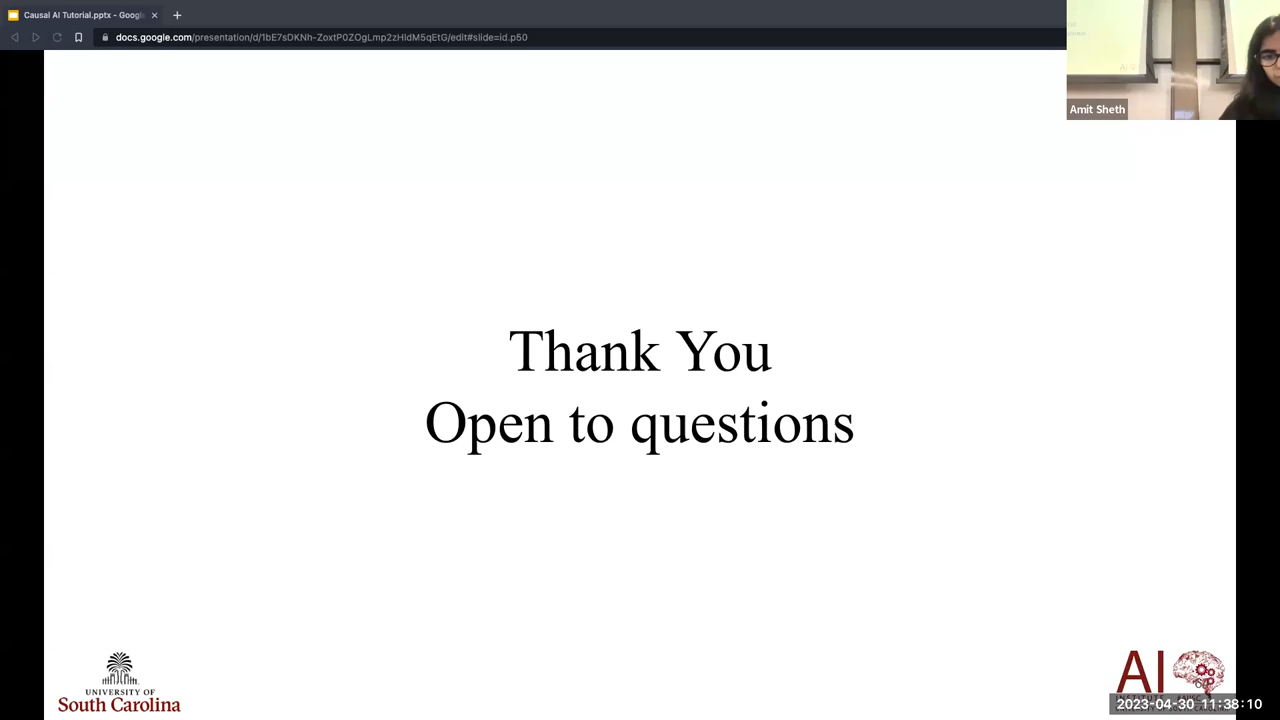 Causal AI Tutorial.pptx - Googl
docs.google.com/presentation/d/1bE7sDKNh-ZoxtP0ZOgLmp2zHldM5qEtG/edit#slide=id.p50
Amit Sheth
Thank You
Open to questions
UNIVERSITY OF
South Carolina
AI
2023-04-30 11:38:10